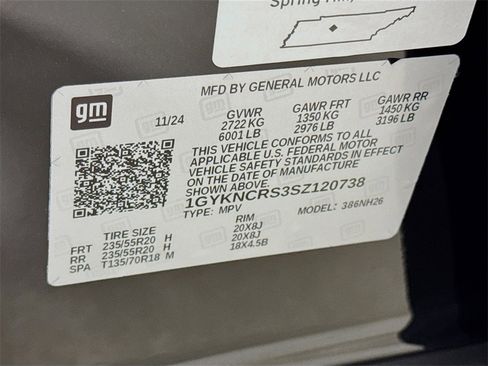 Spring Hill,
MFD BY GENERAL MOTORS LLC
gm
11/24
GVWR
2722 KG
6001 LB
GAWR FRT
1350 KG
2976 LB
GAWR RR
1450 KG
3196 LB
THIS VEHICLE CONFORMS TO ALL
APPLICABLE U.S. FEDERAL MOTOR
VEHICLE SAFETY STANDARDS IN EFFECT
ON THE DATE OF MANUFACTURE
1GYKNCRS3SZ120738
TYPE: MPV
MODEL: 386NH26
TIRE SIZE
RIM
FRT 235/55R20 H 20X8J
RR 235/55R20 H 20X8J
SPA T135/70R18 M 18X4.5B